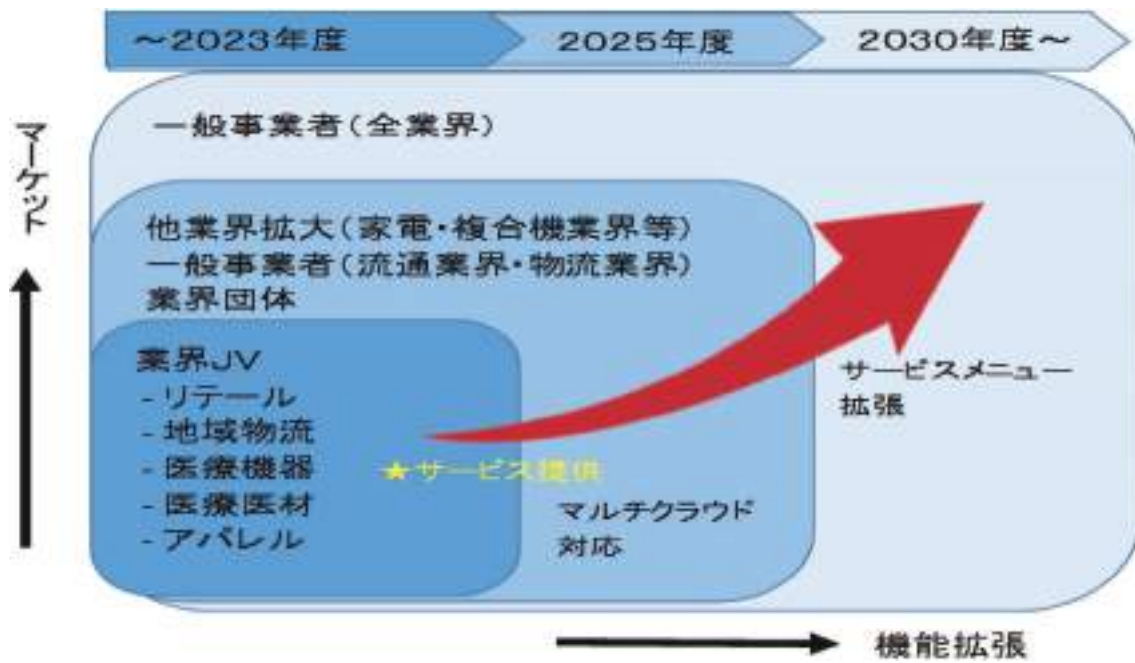 ～2023年度
2025年度
2030年度～
マーケット
一般事業者(全業界)
他業界拡大(家電・複合機業界等)
一般事業者(流通業界・物流業界)
業界団体
業界JV
- リテール
- 地域物流
- 医療機器
- 医療医材
- アパレル
★サービス提供
マルチクラウド
対応
サービスメニュー
拡張
機能拡張